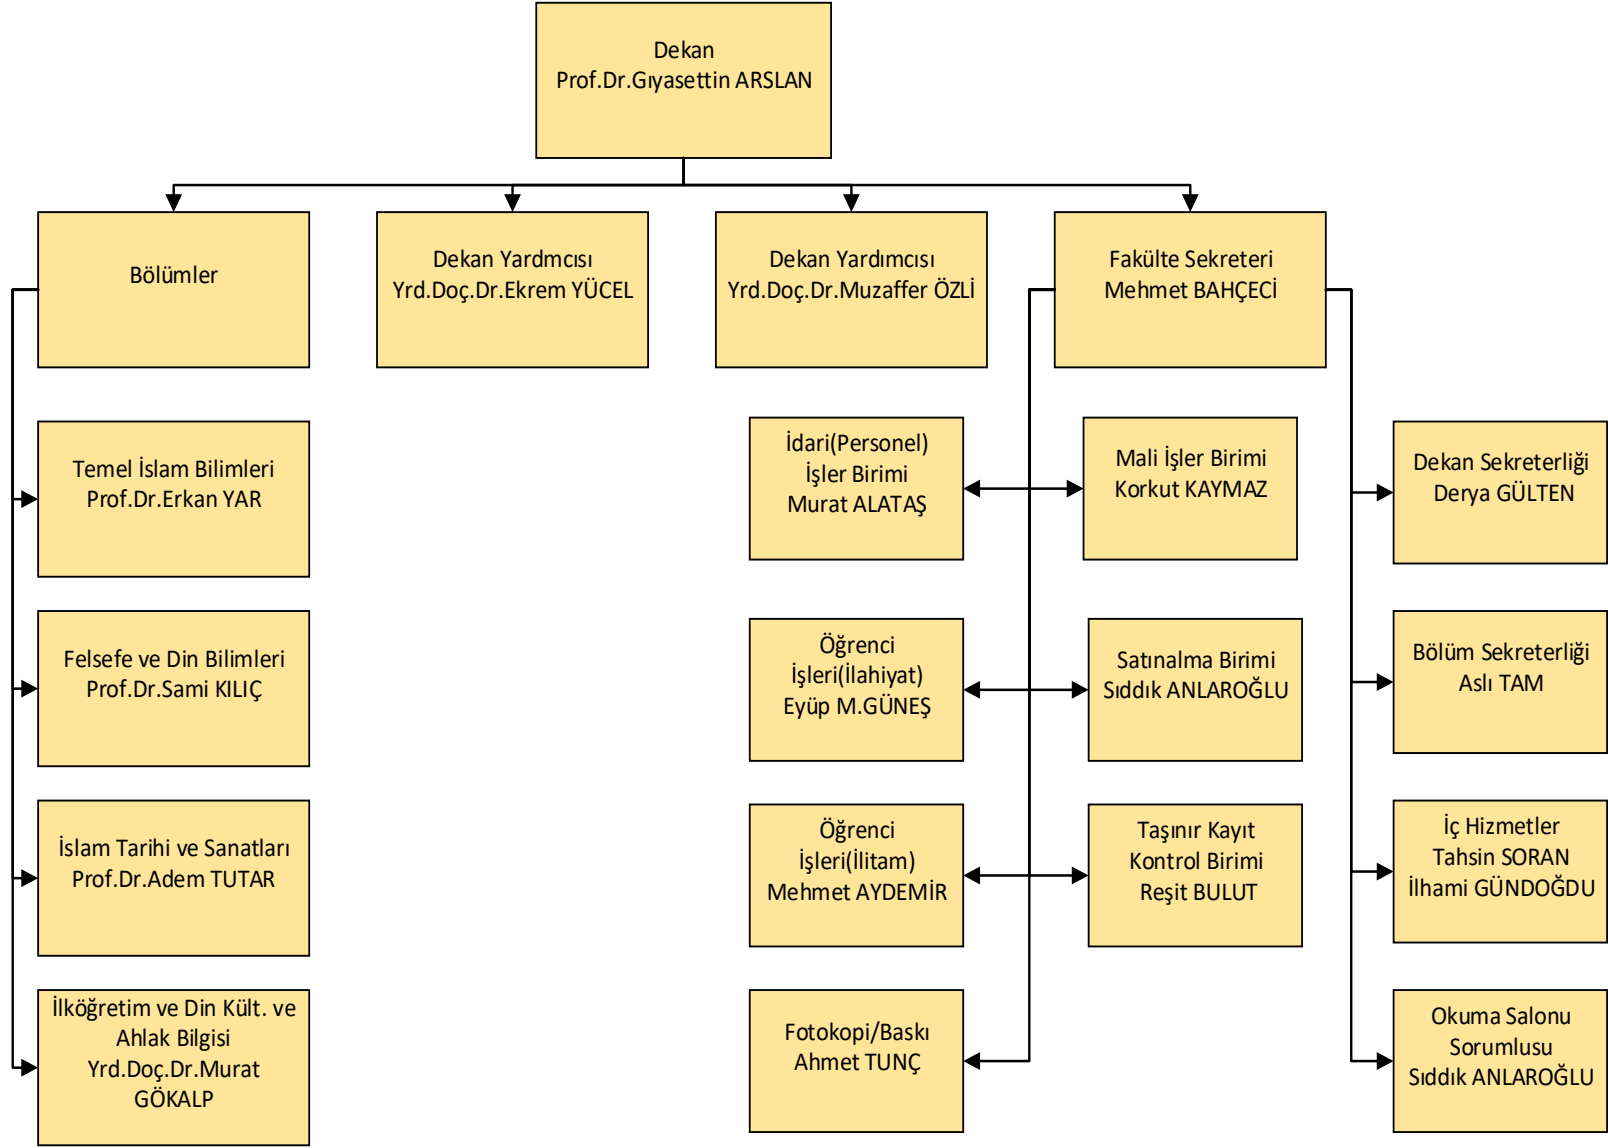 Dekan
Prof.Dr.Gıyasettin ARSLAN
Bölümler
Dekan Yardmcısı
Yrd.Doç.Dr.Ekrem YÜCEL
Dekan Yardımcısı
Yrd.Doç.Dr.Muzaffer ÖZLİ
Fakülte Sekreteri
Mehmet BAHÇECİ
Temel İslam Bilimleri
Prof.Dr.Erkan YAR
Felsefe ve Din Bilimleri
Prof.Dr.Sami KILIÇ
İslam Tarihi ve Sanatları
Prof.Dr.Adem TUTAR
İlköğretim ve Din Kült. ve
Ahlak Bilgisi
Yrd.Doç.Dr.Murat
GÖKALP
İdari(Personel)
İşler Birimi
Murat ALATAŞ
Mali İşler Birimi
Korkut KAYMAZ
Öğrenci
İşleri(İlahiyat)
Eyüp M.GÜNEŞ
Satınalma Birimi
Sıddık ANLAROĞLU
Öğrenci
İşleri(İlitam)
Mehmet AYDEMİR
Taşınır Kayıt
Kontrol Birimi
Reşit BULUT
Fotokopi/Baskı
Ahmet TUNÇ
Dekan Sekreterliği
Derya GÜLTEN
Bölüm Sekreterliği
Aslı TAM
İç Hizmetler
Tahsin SORAN
İlhami GÜNDOĞDU
Okuma Salonu
Sorumlusu
Sıddık ANLAROĞLU